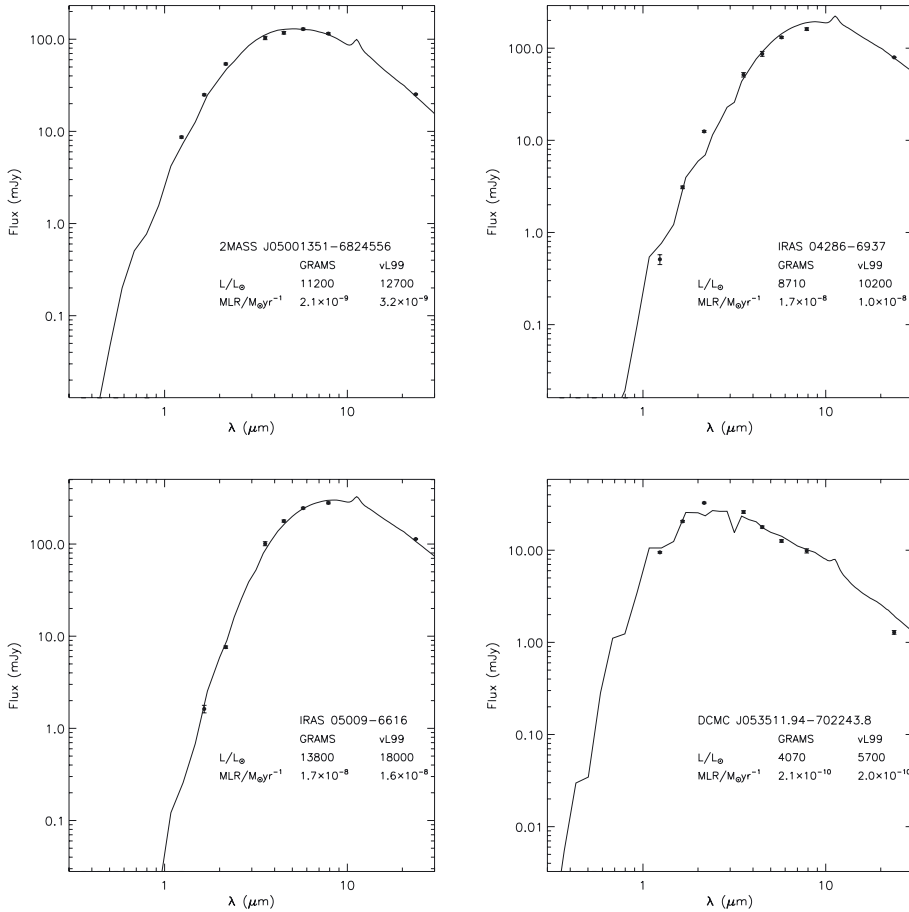 100.0
10.0
1.0
0.1
Flux (mJy)
2MASS J05001351−6824556
GRAMS vL99
L/L⊙ 11200 12700
MLR/M⊙yr⁻¹ 2.1×10⁻⁹ 3.2×10⁻⁹
1 10
λ (μm)
100.0
10.0
1.0
0.1
Flux (mJy)
IRAS 04286−6937
GRAMS vL99
L/L⊙ 8710 10200
MLR/M⊙yr⁻¹ 1.7×10⁻⁸ 1.0×10⁻⁸
1 10
λ (μm)
100.0
10.0
1.0
0.1
Flux (mJy)
IRAS 05009−6616
GRAMS vL99
L/L⊙ 13800 18000
MLR/M⊙yr⁻¹ 1.7×10⁻⁸ 1.6×10⁻⁸
1 10
λ (μm)
10.00
1.00
0.10
0.01
Flux (mJy)
DCMC J053511.94−702243.8
GRAMS vL99
L/L⊙ 4070 5700
MLR/M⊙yr⁻¹ 2.1×10⁻¹⁰ 2.0×10⁻¹⁰
1 10
λ (μm)